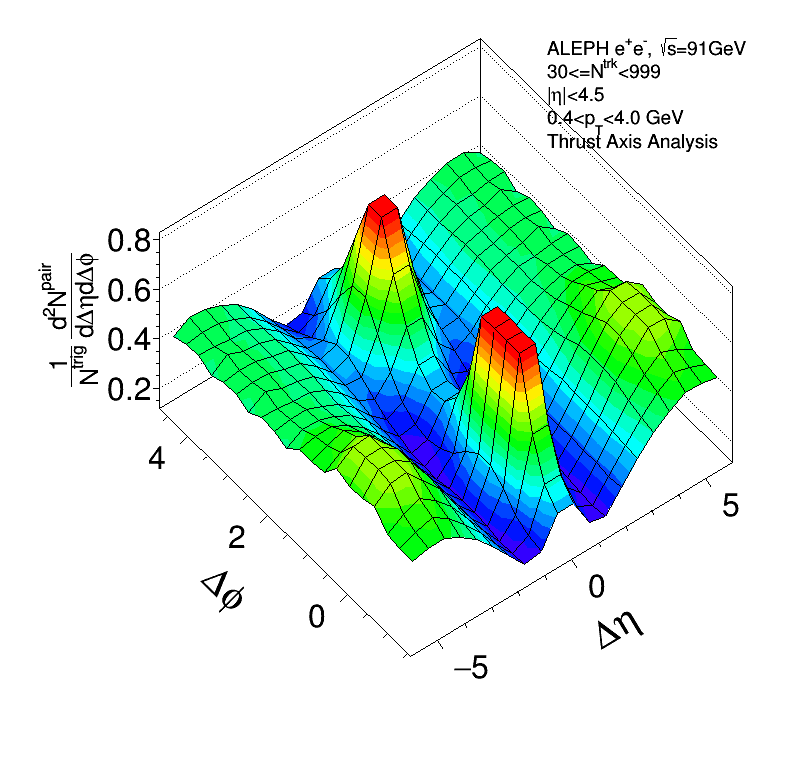 ALEPH e⁺e⁻, √s=91GeV
30<=Nᵗʳᵏ<999
|η|<4.5
0.4<p_T<4.0 GeV
Thrust Axis Analysis
1 d²N^pair
N^trig dΔηdΔϕ
0.8
0.6
0.4
0.2
4
2
0
Δϕ
−5
0
5
Δη